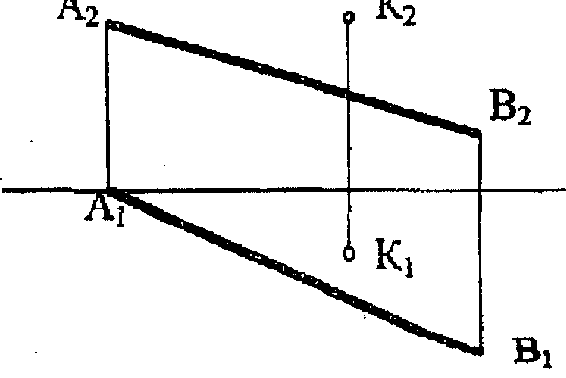 A₂
K₂
B₂
A₁
K₁
B₁